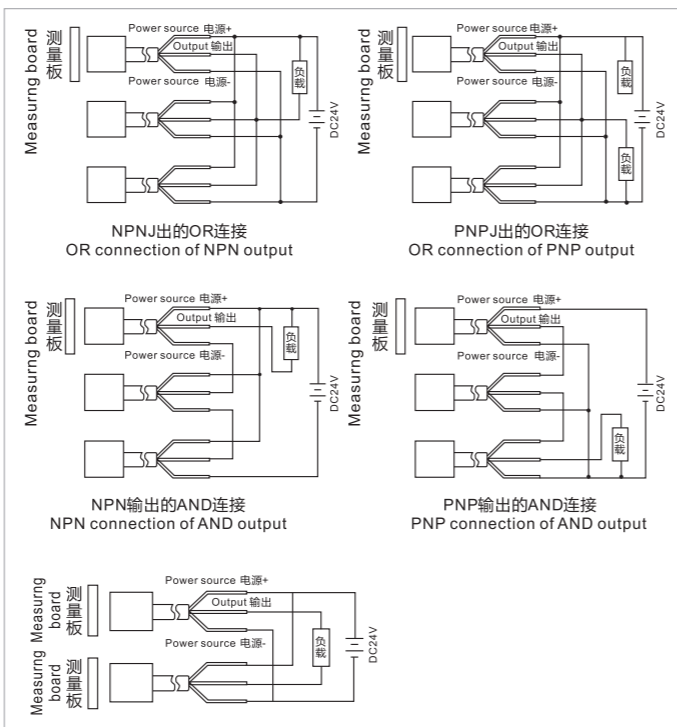 Power source 电源+
Output 输出
Power source 电源-
Measurng board
测量板
负载
DC24V
NPNJ出的OR连接
OR connection of NPN output
Power source 电源+
Output 输出
Power source 电源-
Measurng board
测量板
负载
负载
DC24V
PNPJ出的OR连接
OR connection of PNP output
Power source 电源+
Output 输出
Power source 电源-
Measurng board
测量板
负载
DC24V
NPN输出的AND连接
NPN connection of AND output
Power source 电源+
Output 输出
Power source 电源-
Measurng board
测量板
负载
DC24V
PNP输出的AND连接
PNP connection of AND output
Power source 电源+
Output 输出
Power source 电源-
Measurng
board
测量板
Measurng
board
测量板
负载
DC24V